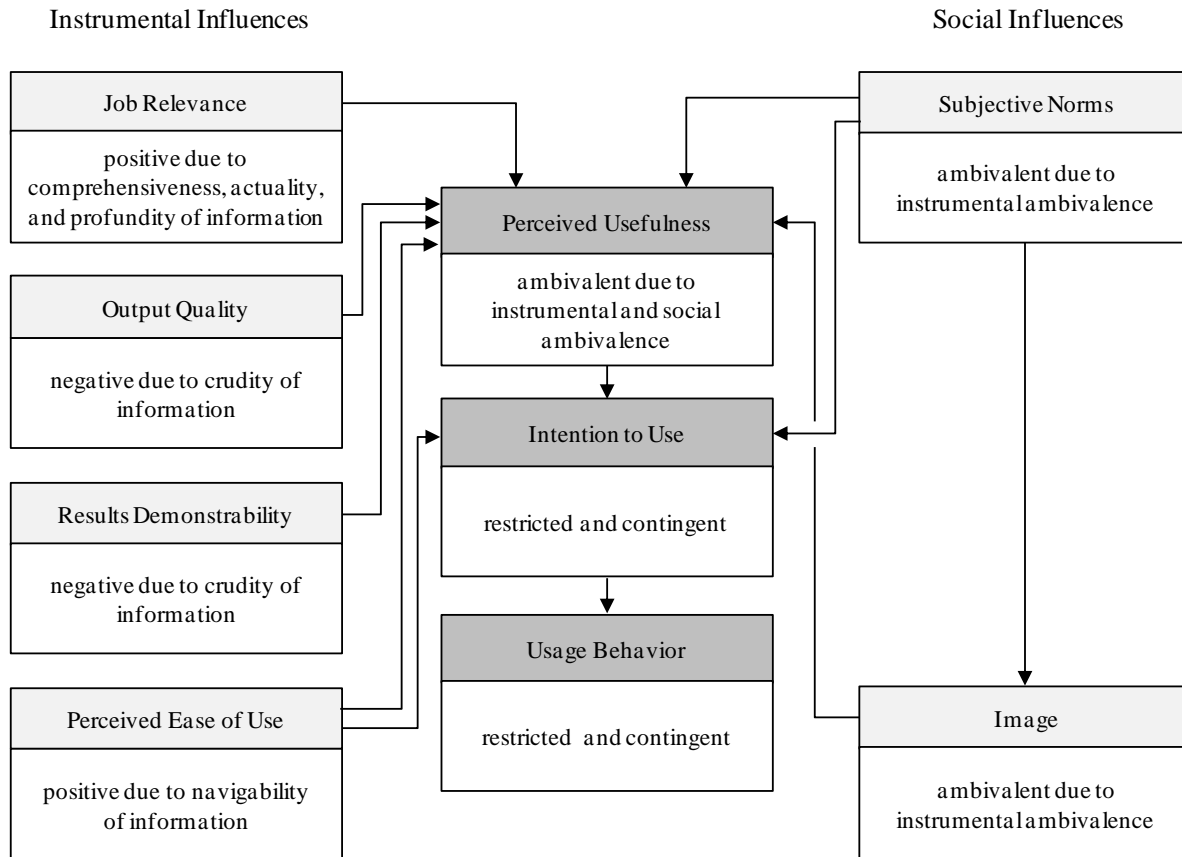 Instrumental Influences
Social Influences
Job Relevance
positive due to
comprehensiveness, actuality,
and profundity of information
Output Quality
negative due to crudity of
information
Results Demonstrability
negative due to crudity of
information
Perceived Ease of Use
positive due to navigability
of information
Perceived Usefulness
ambivalent due to
instrumental and social
ambivalence
Intention to Use
restricted and contingent
Usage Behavior
restricted and contingent
Subjective Norms
ambivalent due to
instrumental ambivalence
Image
ambivalent due to
instrumental ambivalence